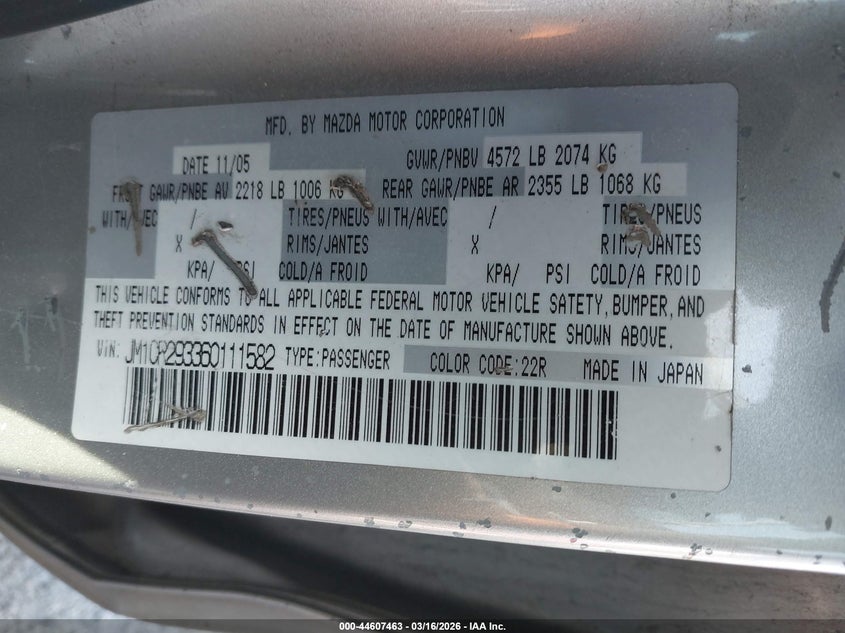 MFD. BY MAZDA MOTOR CORPORATION
DATE 11/05 GVWR/PNBV 4572 LB 2074 KG
FRONT GAWR/PNBE AV 2218 LB 1006 KG REAR GAWR/PNBE AR 2355 LB 1068 KG
WITH/AVEC / TIRES/PNEUS WITH/AVEC / TIRES/PNEUS
X RIMS/JANTES X RIMS/JANTES
KPA/ PSI COLD/A FROID KPA/ PSI COLD/A FROID
THIS VEHICLE CONFORMS TO ALL APPLICABLE FEDERAL MOTOR VEHICLE SAFETY, BUMPER, AND
THEFT PREVENTION STANDARDS IN EFFECT ON THE DATE OF MANUFACTURE SHOWN ABOVE.
VIN: JM1CR293360111582 TYPE:PASSENGER COLOR CODE:22R MADE IN JAPAN
000-44607463 - 03/16/2026 - IAA Inc.